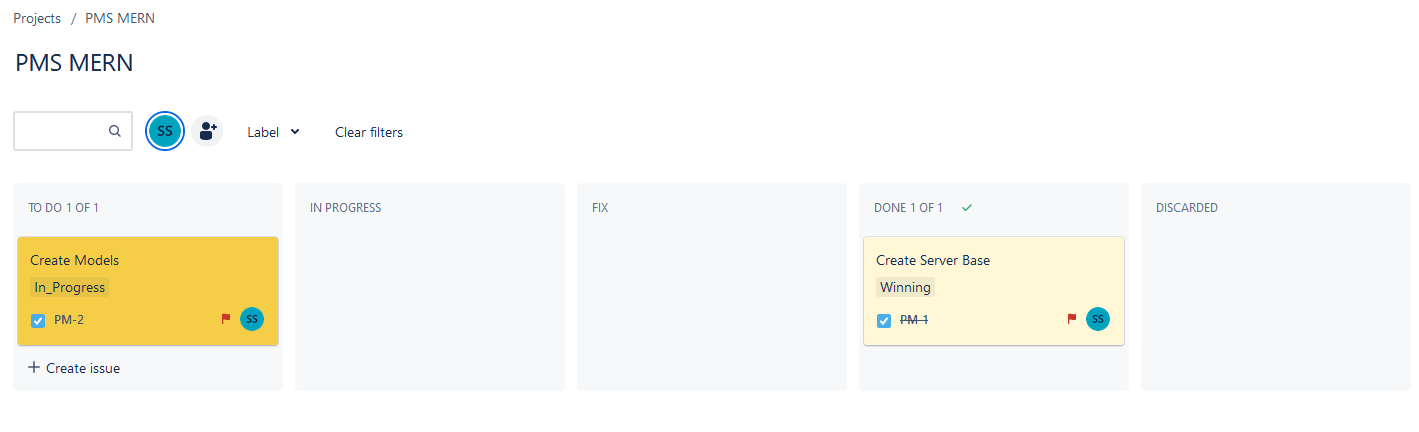 Projects / PMS MERN
PMS MERN
SS Label Clear filters
TO DO 1 OF 1
Create Models
In_Progress
PM-2 SS
Create issue
IN PROGRESS
FIX
DONE 1 OF 1
Create Server Base
Winning
PM-1 SS
DISCARDED